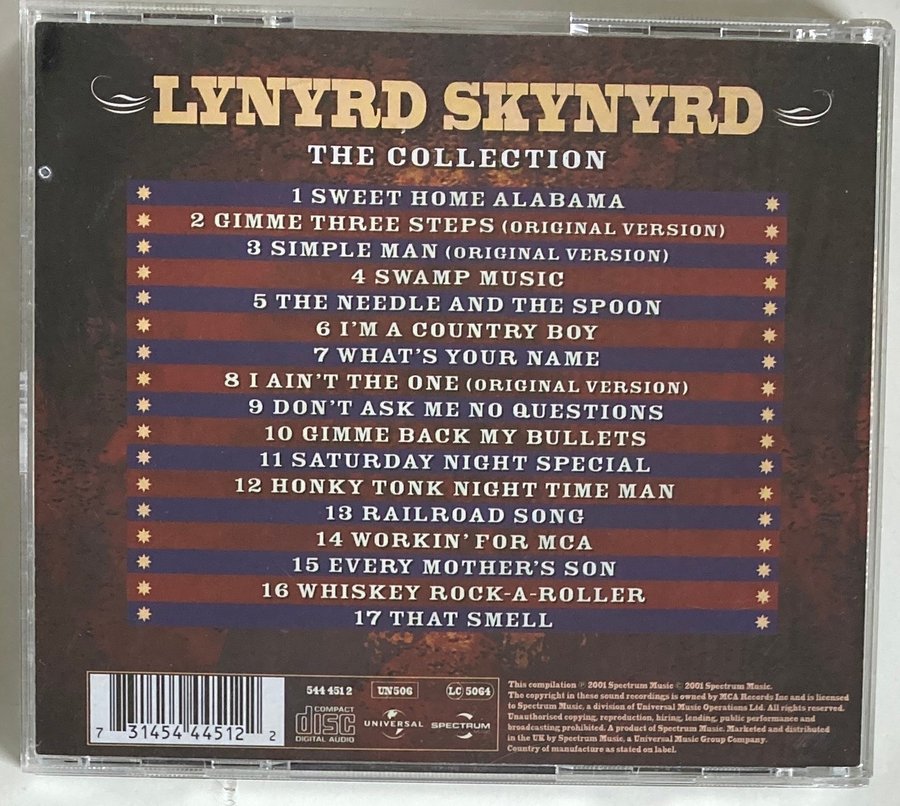 LYNYRD SKYNYRD
THE COLLECTION
1 SWEET HOME ALABAMA
2 GIMME THREE STEPS (ORIGINAL VERSION)
3 SIMPLE MAN (ORIGINAL VERSION)
4 SWAMP MUSIC
5 THE NEEDLE AND THE SPOON
6 I'M A COUNTRY BOY
7 WHAT'S YOUR NAME
8 I AIN'T THE ONE (ORIGINAL VERSION)
9 DON'T ASK ME NO QUESTIONS
10 GIMME BACK MY BULLETS
11 SATURDAY NIGHT SPECIAL
12 HONKY TONK NIGHT TIME MAN
13 RAILROAD SONG
14 WORKIN' FOR MCA
15 EVERY MOTHER'S SON
16 WHISKEY ROCK-A-ROLLER
17 THAT SMELL
7 31454 44512 2
544 451 2 UN 506 LC 5064
COMPACT
disc
DIGITAL AUDIO
UNIVERSAL
SPECTRUM
This compilation ℗ 2001 Spectrum Music © 2001 Spectrum Music.
The copyright in these sound recordings is owned by MCA Records Inc and is licensed
to Spectrum Music, a division of Universal Music Operations Ltd. All rights reserved.
Unauthorised copying, reproduction, hiring, lending, public performance and
broadcasting prohibited. A product of Spectrum Music. Marketed and distributed
in the UK by Spectrum Music, a Universal Music Group Company.
Country of manufacture as stated on label.